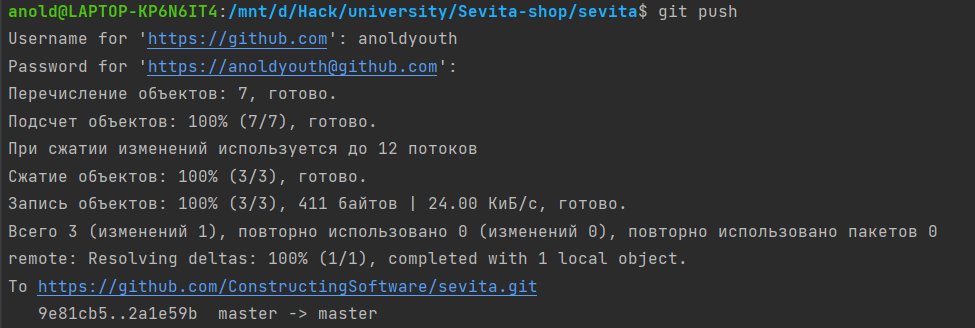 anold@LAPTOP-KP6N6IT4:/mnt/d/Hack/university/Sevita-shop/sevita$ git push
Username for 'https://github.com': anoldyouth
Password for 'https://anoldyouth@github.com':
Перечисление объектов: 7, готово.
Подсчет объектов: 100% (7/7), готово.
При сжатии изменений используется до 12 потоков
Сжатие объектов: 100% (3/3), готово.
Запись объектов: 100% (3/3), 411 байтов | 24.00 КиБ/с, готово.
Всего 3 (изменений 1), повторно использовано 0 (изменений 0), повторно использовано пакетов 0
remote: Resolving deltas: 100% (1/1), completed with 1 local object.
To https://github.com/ConstructingSoftware/sevita.git
   9e81cb5..2a1e59b  master -> master